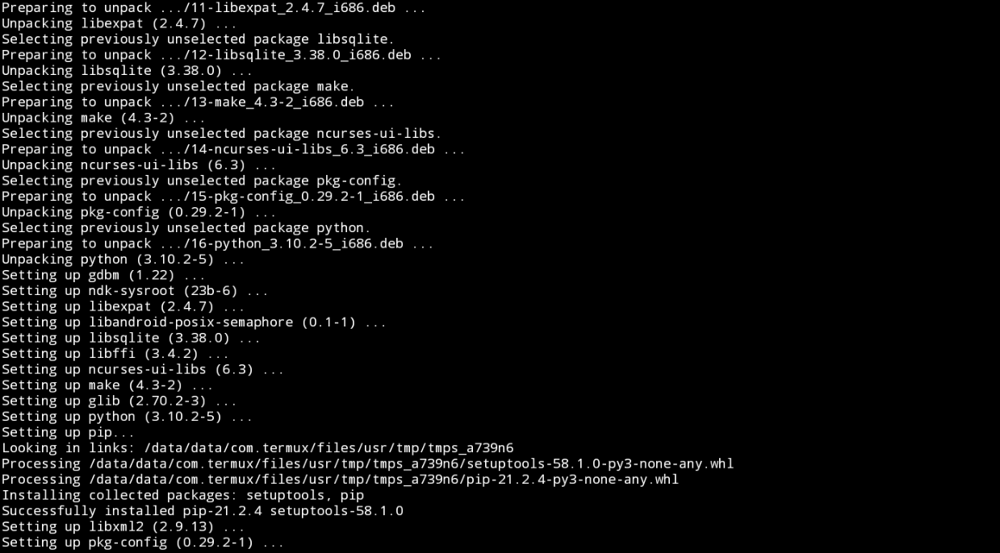 Preparing to unpack .../11-libexpat_2.4.7_i686.deb ...
Unpacking libexpat (2.4.7) ...
Selecting previously unselected package libsqlite.
Preparing to unpack .../12-libsqlite_3.38.0_i686.deb ...
Unpacking libsqlite (3.38.0) ...
Selecting previously unselected package make.
Preparing to unpack .../13-make_4.3-2_i686.deb ...
Unpacking make (4.3-2) ...
Selecting previously unselected package ncurses-ui-libs.
Preparing to unpack .../14-ncurses-ui-libs_6.3_i686.deb ...
Unpacking ncurses-ui-libs (6.3) ...
Selecting previously unselected package pkg-config.
Preparing to unpack .../15-pkg-config_0.29.2-1_i686.deb ...
Unpacking pkg-config (0.29.2-1) ...
Selecting previously unselected package python.
Preparing to unpack .../16-python_3.10.2-5_i686.deb ...
Unpacking python (3.10.2-5) ...
Setting up gdbm (1.22) ...
Setting up ndk-sysroot (23b-6) ...
Setting up libexpat (2.4.7) ...
Setting up libandroid-posix-semaphore (0.1-1) ...
Setting up libsqlite (3.38.0) ...
Setting up libffi (3.4.2) ...
Setting up ncurses-ui-libs (6.3) ...
Setting up make (4.3-2) ...
Setting up glib (2.70.2-3) ...
Setting up python (3.10.2-5) ...
Setting up pip...
Looking in links: /data/data/com.termux/files/usr/tmp/tmps_a739n6
Processing /data/data/com.termux/files/usr/tmp/tmps_a739n6/setuptools-58.1.0-py3-none-any.whl
Processing /data/data/com.termux/files/usr/tmp/tmps_a739n6/pip-21.2.4-py3-none-any.whl
Installing collected packages: setuptools, pip
Successfully installed pip-21.2.4 setuptools-58.1.0
Setting up libxml2 (2.9.13) ...
Setting up pkg-config (0.29.2-1) ...